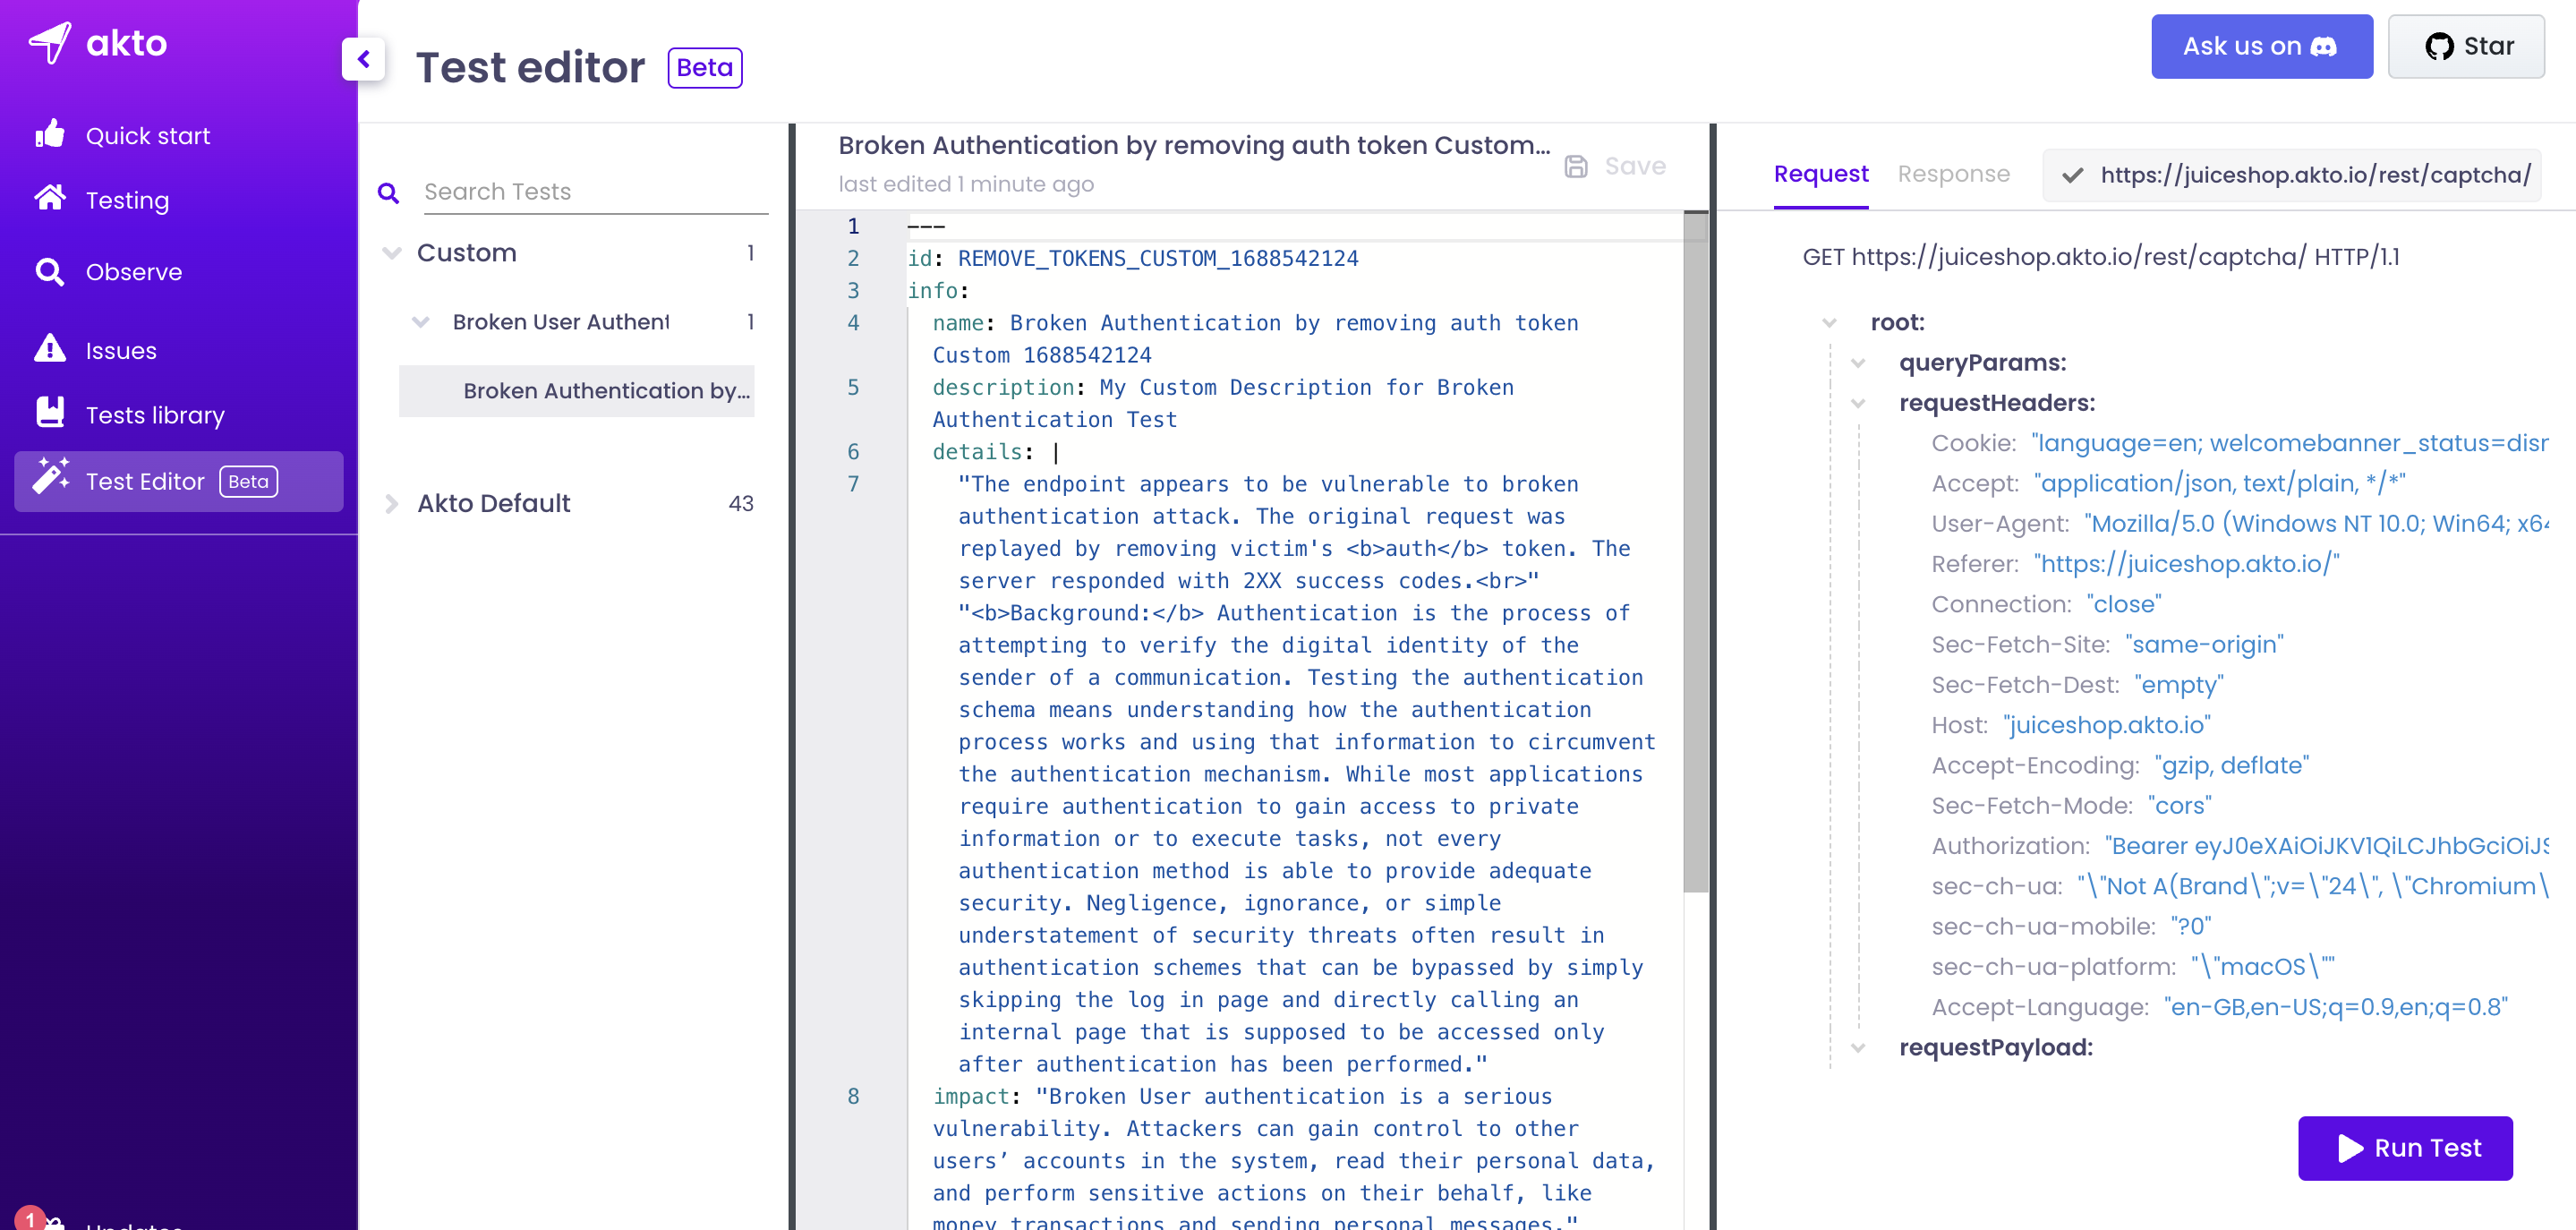 akto
Quick start
Testing
Observe
Issues
Tests library
Test Editor Beta
1
Test editor Beta
Ask us on
Star
Search Tests
Custom 1
Broken User Authent 1
Broken Authentication by...
Akto Default 43
Broken Authentication by removing auth token Custom...
last edited 1 minute ago
Save
1 ---
2 id: REMOVE_TOKENS_CUSTOM_1688542124
3 info:
4 name: Broken Authentication by removing auth token
Custom 1688542124
5 description: My Custom Description for Broken
Authentication Test
6 details: |
7 "The endpoint appears to be vulnerable to broken
authentication attack. The original request was
replayed by removing victim's <b>auth</b> token. The
server responded with 2XX success codes.<br>"
"<b>Background:</b> Authentication is the process of
attempting to verify the digital identity of the
sender of a communication. Testing the authentication
schema means understanding how the authentication
process works and using that information to circumvent
the authentication mechanism. While most applications
require authentication to gain access to private
information or to execute tasks, not every
authentication method is able to provide adequate
security. Negligence, ignorance, or simple
understatement of security threats often result in
authentication schemes that can be bypassed by simply
skipping the log in page and directly calling an
internal page that is supposed to be accessed only
after authentication has been performed."
8 impact: "Broken User authentication is a serious
vulnerability. Attackers can gain control to other
users’ accounts in the system, read their personal data,
and perform sensitive actions on their behalf, like
money transactions and sending personal messages."
Request
Response
https://juiceshop.akto.io/rest/captcha/
GET https://juiceshop.akto.io/rest/captcha/ HTTP/1.1
root:
queryParams:
requestHeaders:
Cookie: "language=en; welcomebanner_status=disr
Accept: "application/json, text/plain, */*"
User-Agent: "Mozilla/5.0 (Windows NT 10.0; Win64; x64
Referer: "https://juiceshop.akto.io/"
Connection: "close"
Sec-Fetch-Site: "same-origin"
Sec-Fetch-Dest: "empty"
Host: "juiceshop.akto.io"
Accept-Encoding: "gzip, deflate"
Sec-Fetch-Mode: "cors"
Authorization: "Bearer eyJ0eXAiOiJKV1QiLCJhbGciOiJS
sec-ch-ua: "\"Not A(Brand\";v=\"24\", \"Chromium\
sec-ch-ua-mobile: "?0"
sec-ch-ua-platform: "\"macOS\""
Accept-Language: "en-GB,en-US;q=0.9,en;q=0.8"
requestPayload:
Run Test